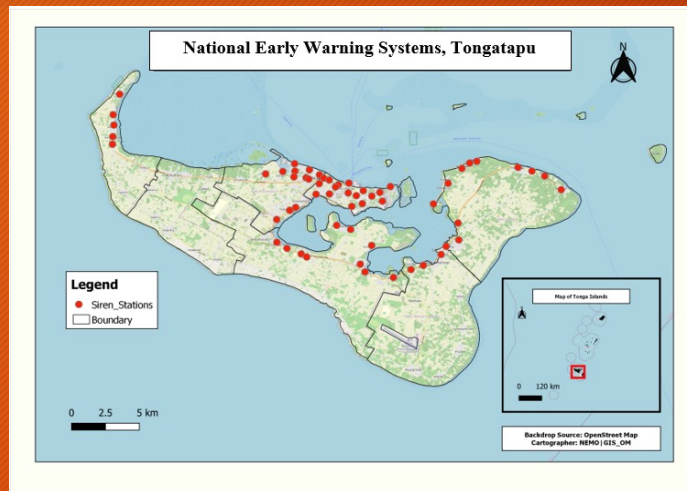 National Early Warning Systems, Tongatapu
N
Legend
Siren_Stations
Boundary
0 2.5 5 km
Map of Tonga Islands
0 120 km
Backdrop Source: OpenStreet Map
Cartographer: NEMO|GIS_OM